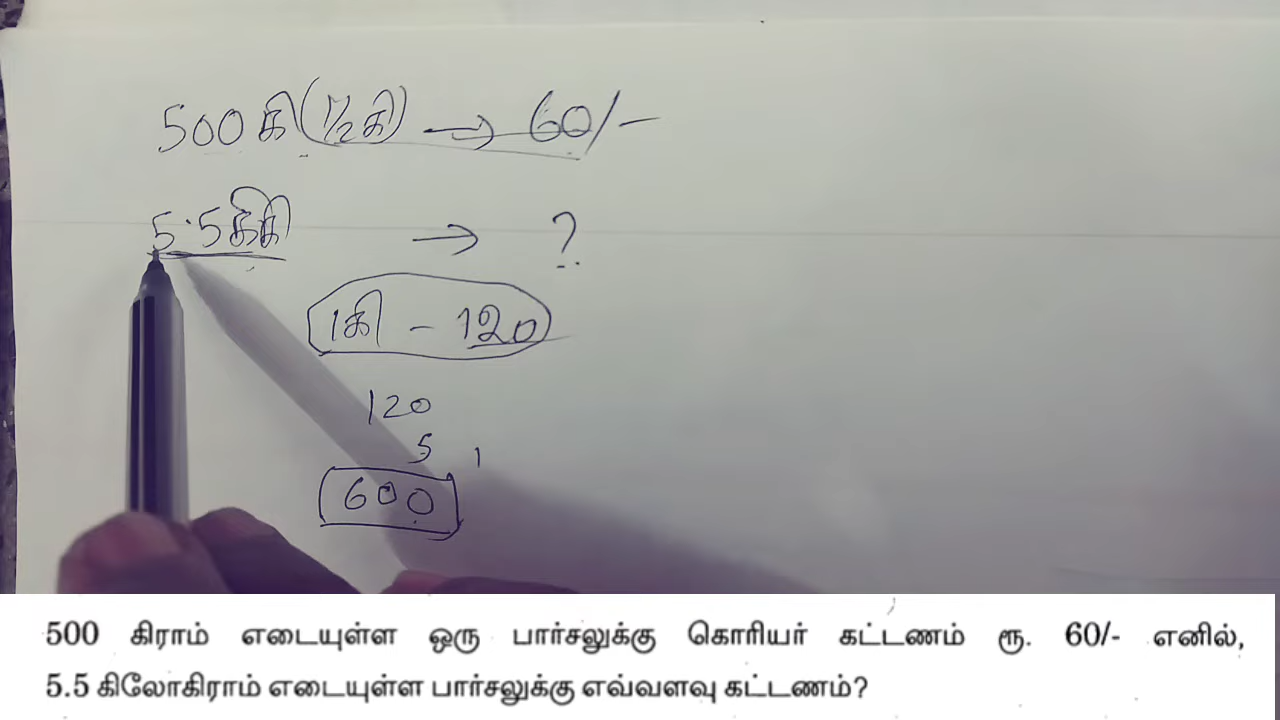 500 கி (1/2 கி) → 60/-
5.5 கிகி → ?
1கி - 120
120
5 1
600
500 கிராம் எடையுள்ள ஒரு பார்சலுக்கு கொரியர் கட்டணம் ரூ. 60/- எனில்,
5.5 கிலோகிராம் எடையுள்ள பார்சலுக்கு எவ்வளவு கட்டணம்?